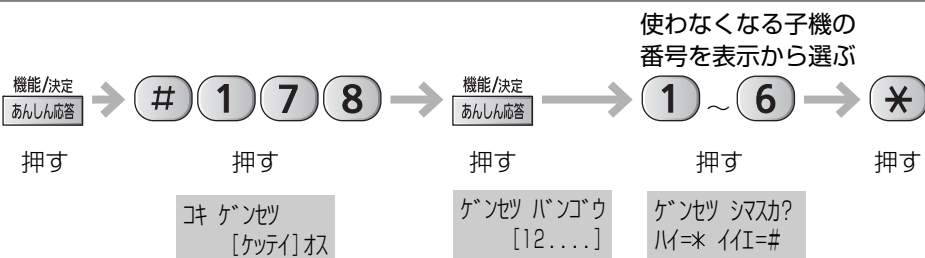 使わなくなる子機の
番号を表示から選ぶ
機能/決定
あんしん応答
# 1 7 8
機能/決定
あんしん応答
1 ~ 6
*
押す 押す 押す 押す 押す
コキ ゲンセツ
[ケッテイ]オス
ゲンセツ バンゴウ
[12....]
ゲンセツ シマスカ?
ハイ=* イイエ=#